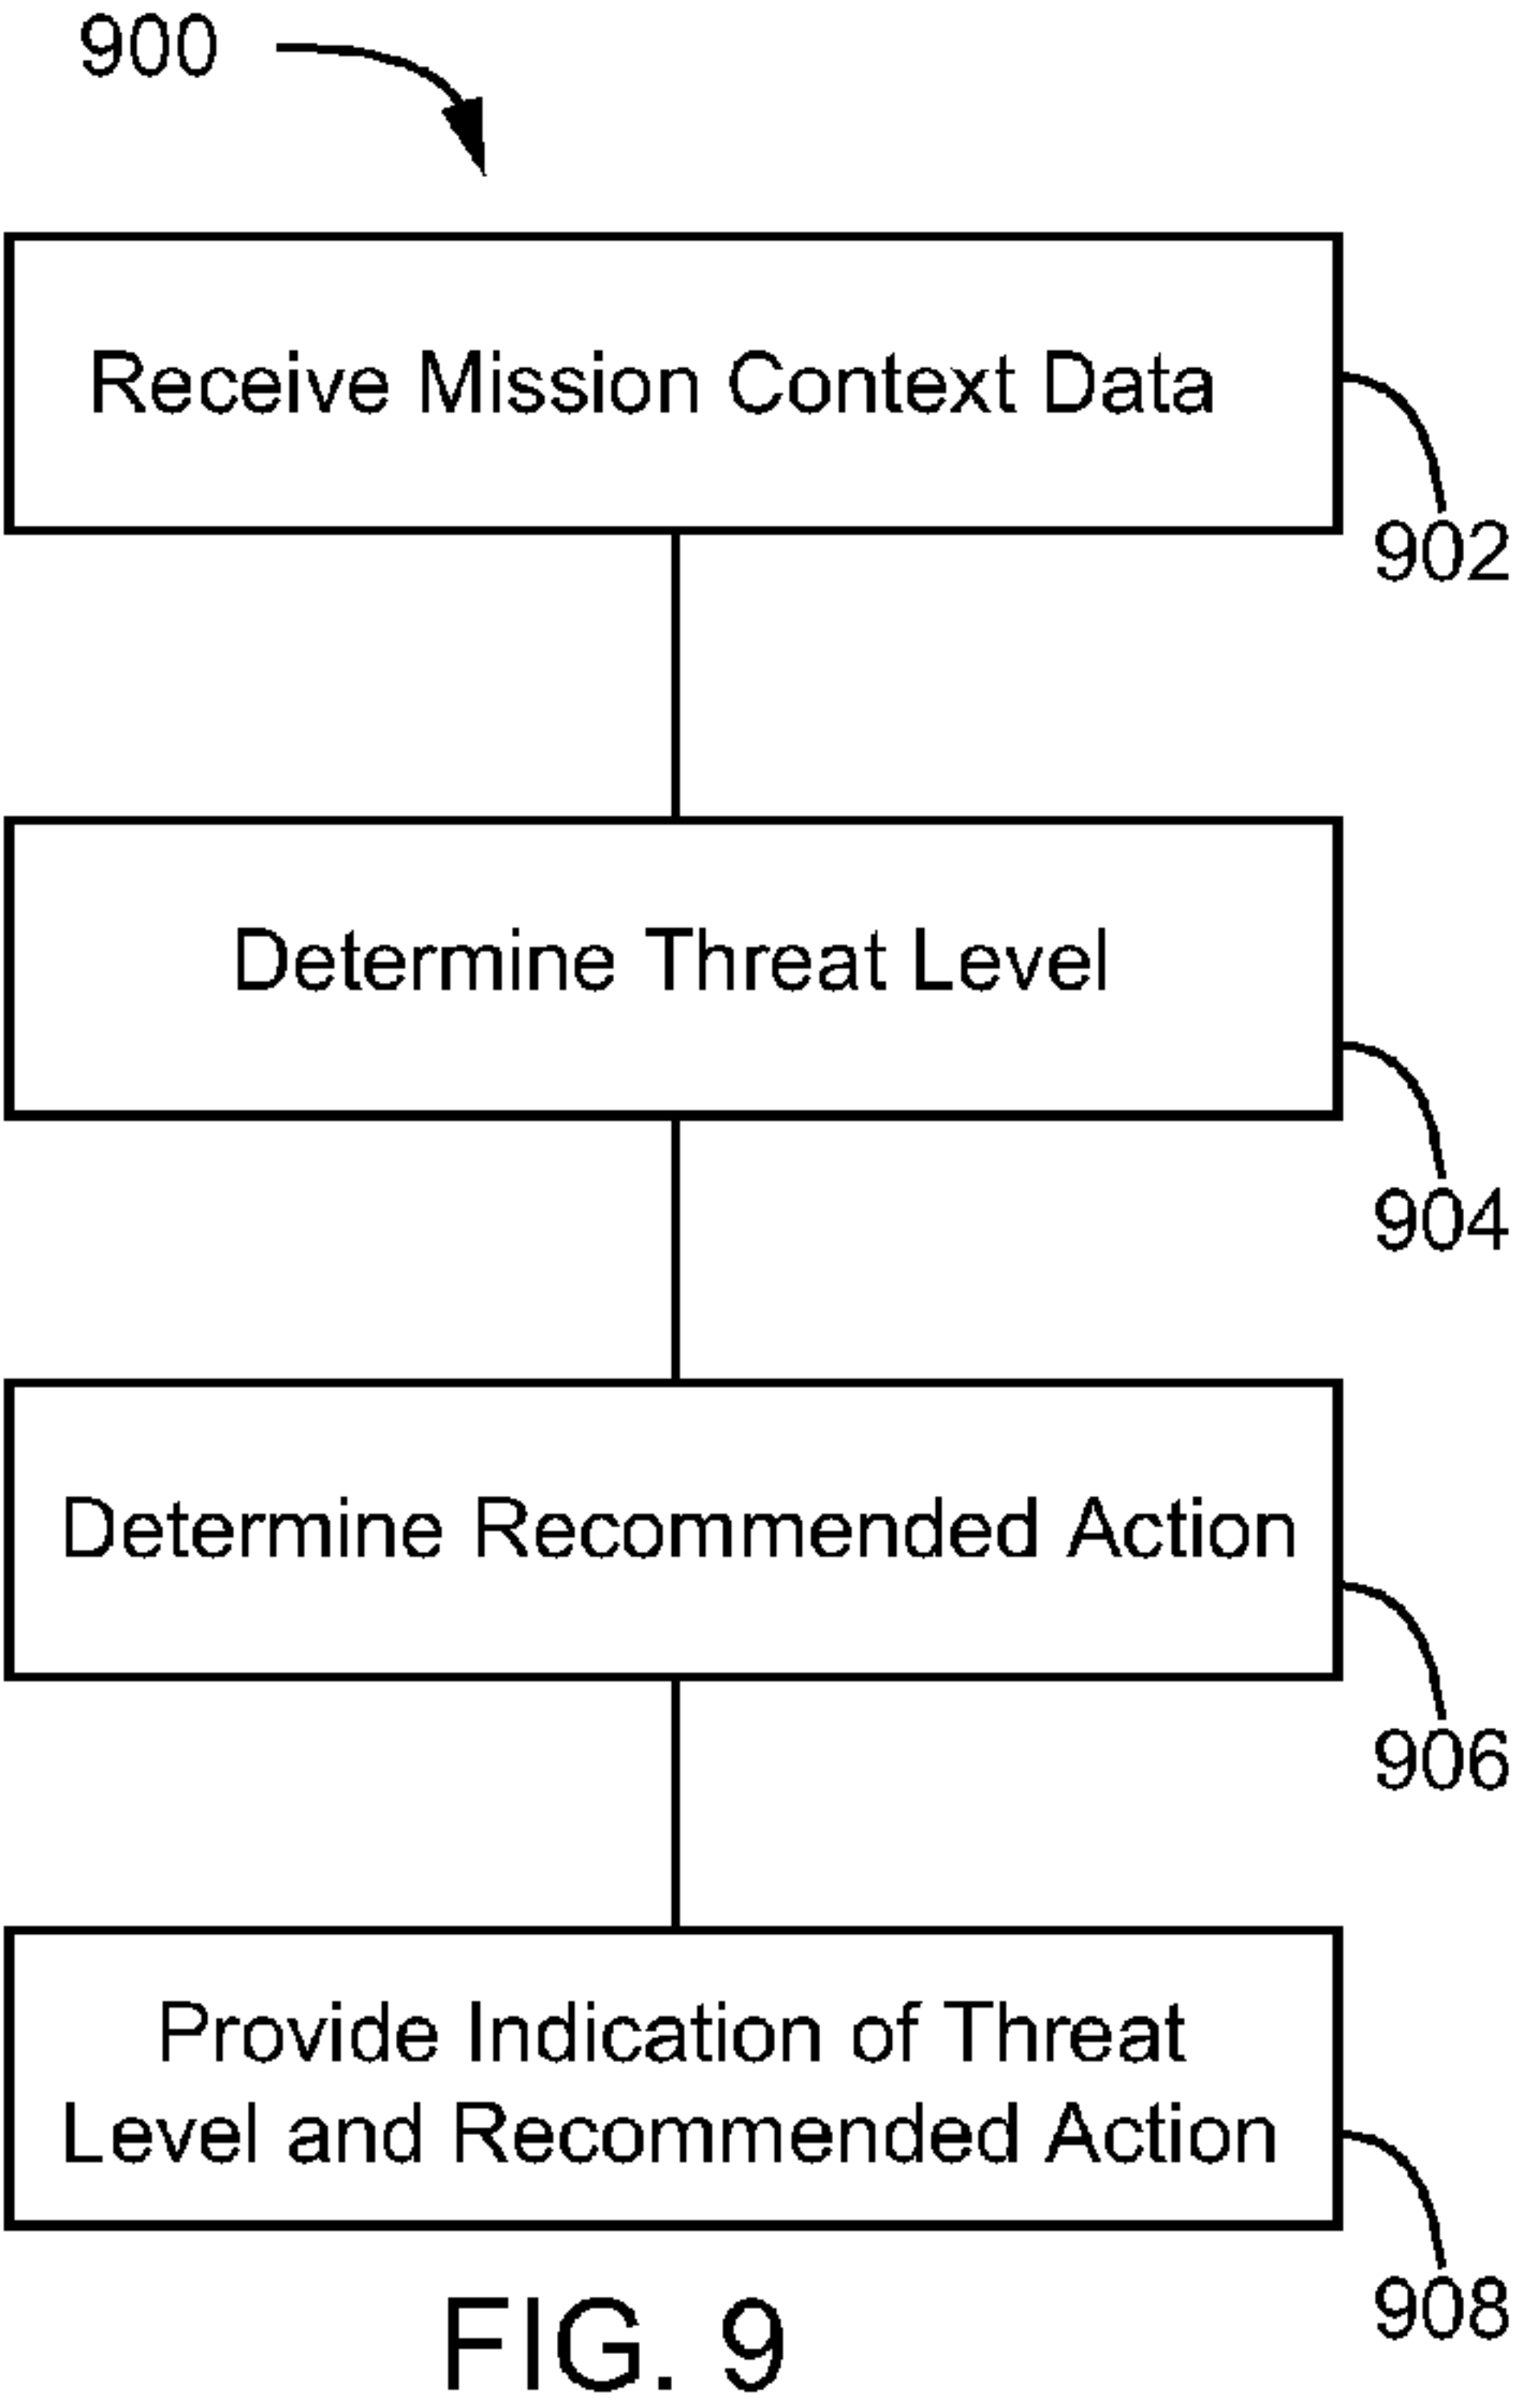 900
Receive Mission Context Data
902
Determine Threat Level
904
Determine Recommended Action
906
Provide Indication of Threat
Level and Recommended Action
908
FIG. 9